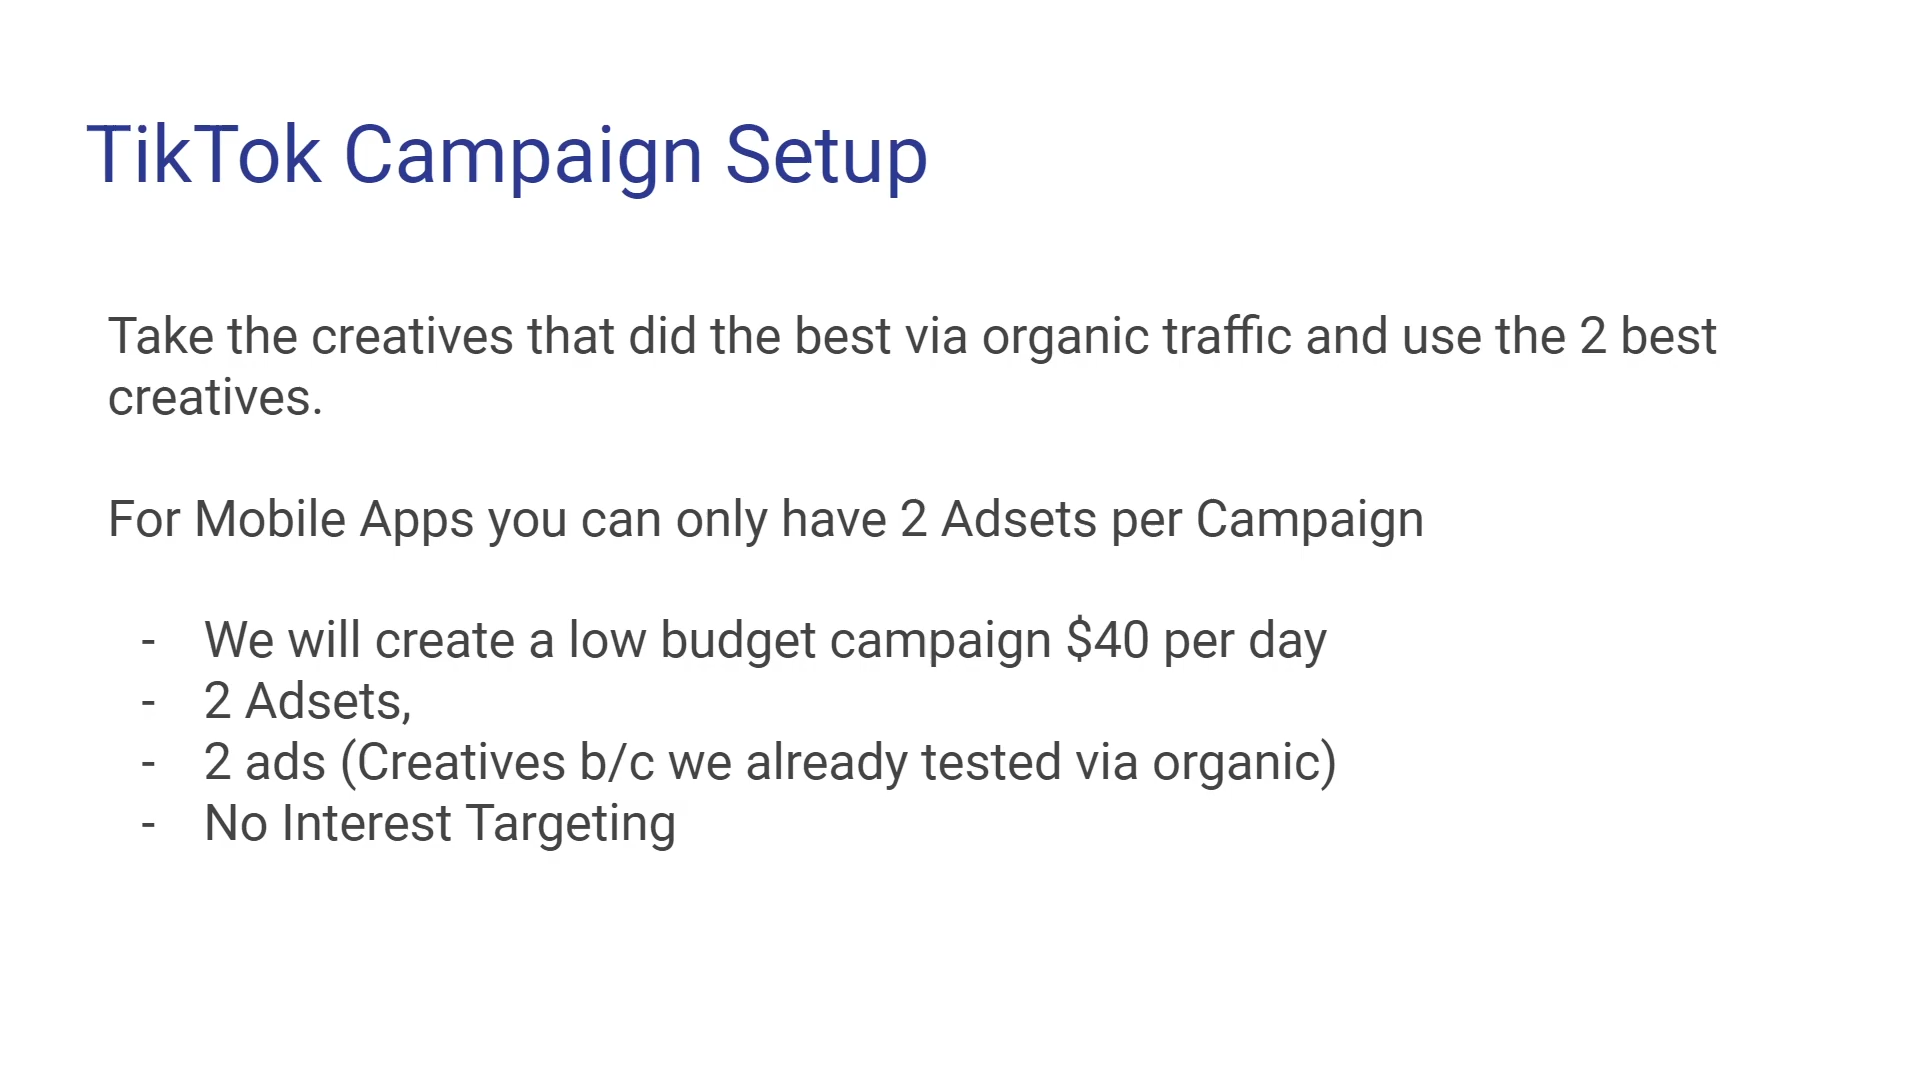 TikTok Campaign Setup
Take the creatives that did the best via organic traffic and use the 2 best
creatives.
For Mobile Apps you can only have 2 Adsets per Campaign
- We will create a low budget campaign $40 per day
- 2 Adsets,
- 2 ads (Creatives b/c we already tested via organic)
- No Interest Targeting